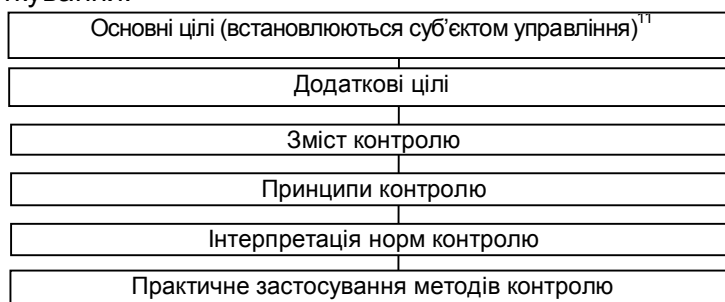 Основні цілі (встановлюються суб’єктом управління)¹¹
Додаткові цілі
Зміст контролю
Принципи контролю
Інтерпретація норм контролю
Практичне застосування методів контролю